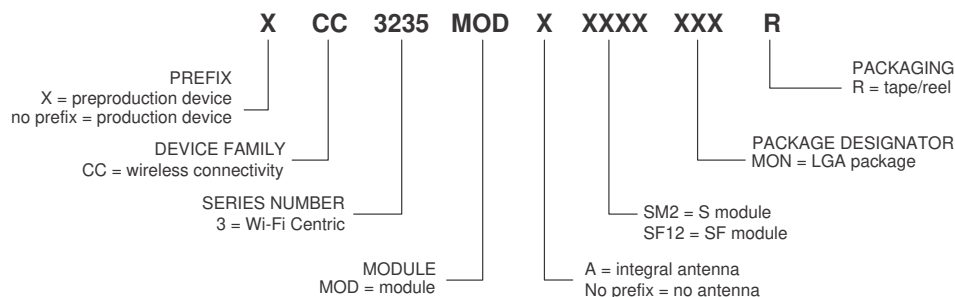 X CC 3235 MOD X XXXX XXX R
PREFIX
X = preproduction device
no prefix = production device
DEVICE FAMILY
CC = wireless connectivity
SERIES NUMBER
3 = Wi-Fi Centric
MODULE
MOD = module
PACKAGING
R = tape/reel
PACKAGE DESIGNATOR
MON = LGA package
SM2 = S module
SF12 = SF module
A = integral antenna
No prefix = no antenna